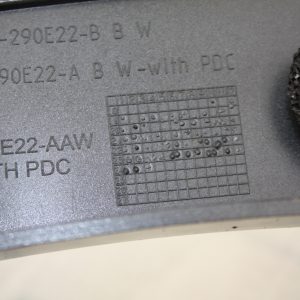 -290E22-B B W
90E22-A B W-with PDC
E22-AAW
TH PDC